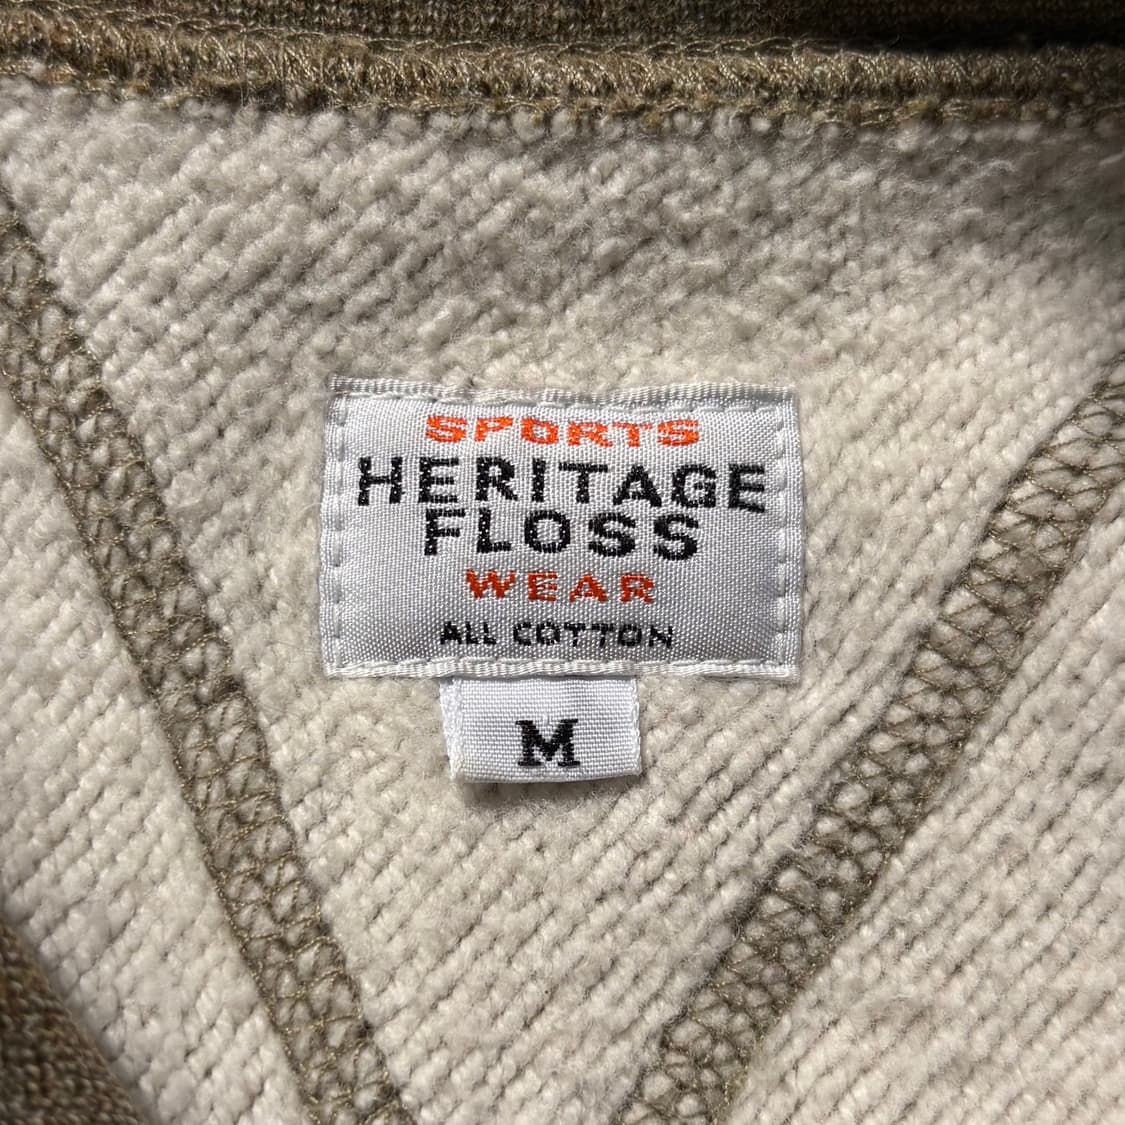 SPORTS
HERITAGE
FLOSS
WEAR
ALL COTTON
M